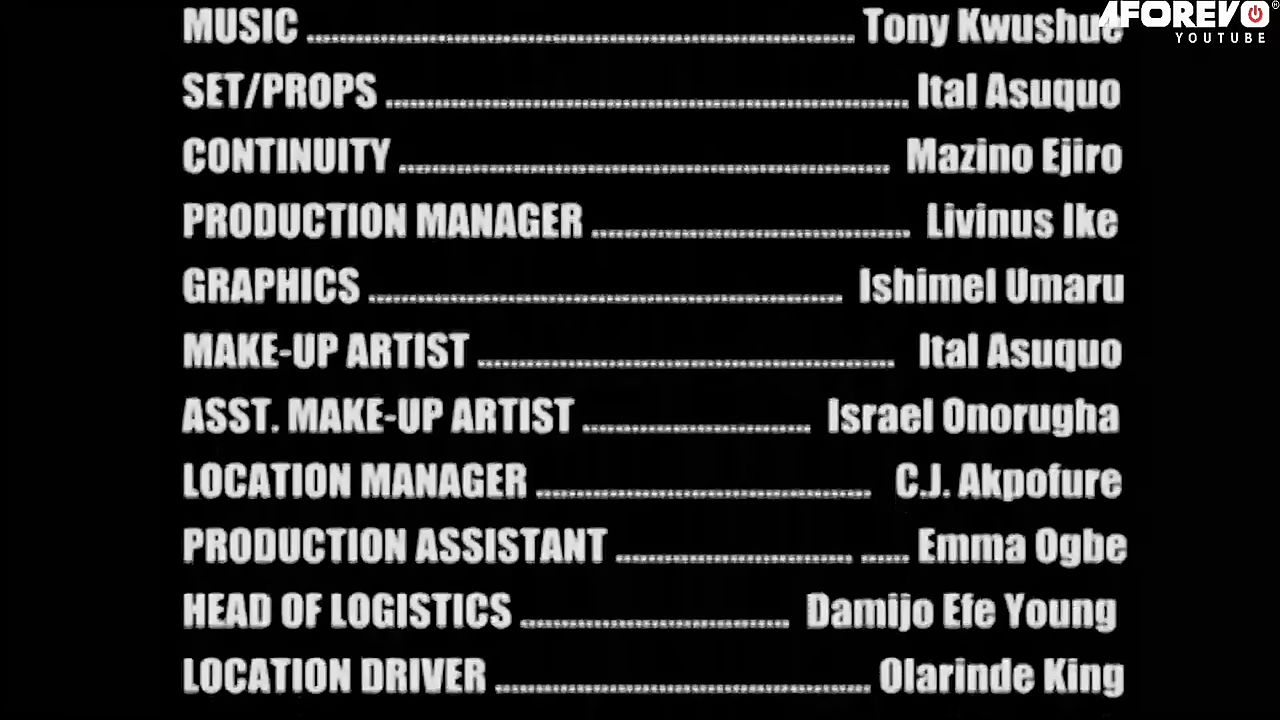 MUSIC ........ Tony Kwushue
AFOREVO
YOUTUBE
SET/PROPS ........ Ital Asuquo
CONTINUITY ........ Mazino Ejiro
PRODUCTION MANAGER ........ Livinus Ike
GRAPHICS ........ Ishimel Umaru
MAKE-UP ARTIST ........ Ital Asuquo
ASST. MAKE-UP ARTIST ........ Israel Onorugha
LOCATION MANAGER ........ C.J. Akpofure
PRODUCTION ASSISTANT ........ Emma Ogbe
HEAD OF LOGISTICS ........ Damijo Efe Young
LOCATION DRIVER ........ Olarinde King